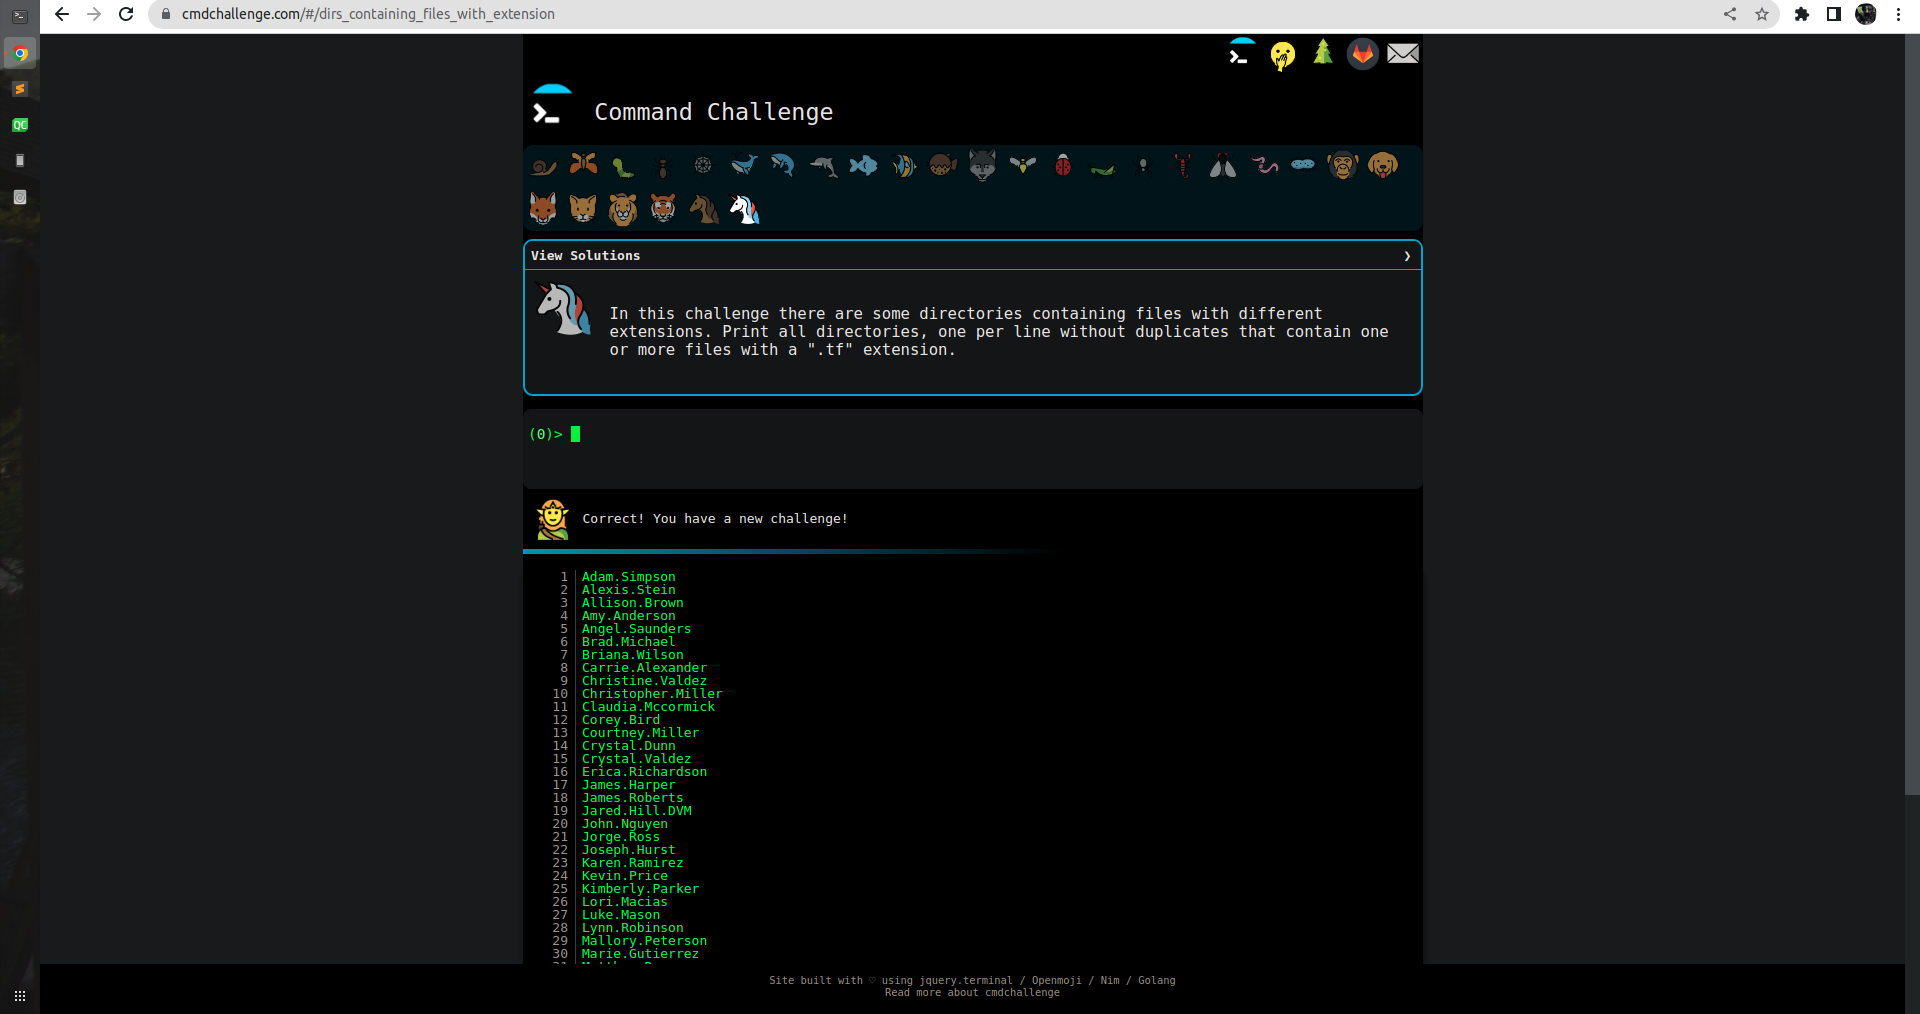 cmdchallenge.com/#/dirs_containing_files_with_extension
Command Challenge
View Solutions
In this challenge there are some directories containing files with different
extensions. Print all directories, one per line without duplicates that contain one
or more files with a ".tf" extension.
(0)>
Correct! You have a new challenge!
1 Adam.Simpson
2 Alexis.Stein
3 Allison.Brown
4 Amy.Anderson
5 Angel.Saunders
6 Brad.Michael
7 Briana.Wilson
8 Carrie.Alexander
9 Christine.Valdez
10 Christopher.Miller
11 Claudia.Mccormick
12 Corey.Bird
13 Courtney.Miller
14 Crystal.Dunn
15 Crystal.Valdez
16 Erica.Richardson
17 James.Harper
18 James.Roberts
19 Jared.Hill.DVM
20 John.Nguyen
21 Jorge.Ross
22 Joseph.Hurst
23 Karen.Ramirez
24 Kevin.Price
25 Kimberly.Parker
26 Lori.Macias
27 Luke.Mason
28 Lynn.Robinson
29 Mallory.Peterson
30 Marie.Gutierrez
Site built with ♡ using jquery.terminal / Openmoji / Nim / Golang
Read more about cmdchallenge
QC